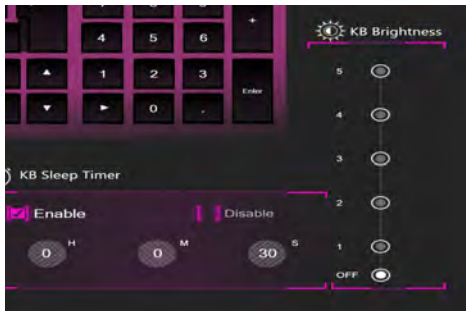 KB Brightness
+
4 5 6
5
1 2 3
Enter
4
0 .
3
KB Sleep Timer
2
Enable Disable
0 H 0 M 30 S
1
OFF